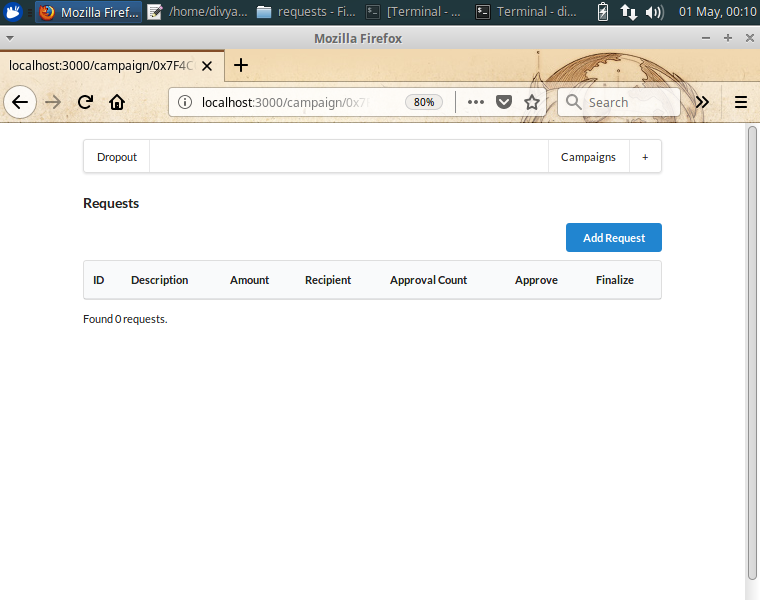 Mozilla Firef... /home/divya... requests - Fi... [Terminal - ... Terminal - di... 01 May, 00:10
Mozilla Firefox
localhost:3000/campaign/0x7F4C
localhost:3000/campaign/0x7 80% Search
Dropout Campaigns +
Requests
Add Request
ID Description Amount Recipient Approval Count Approve Finalize
Found 0 requests.